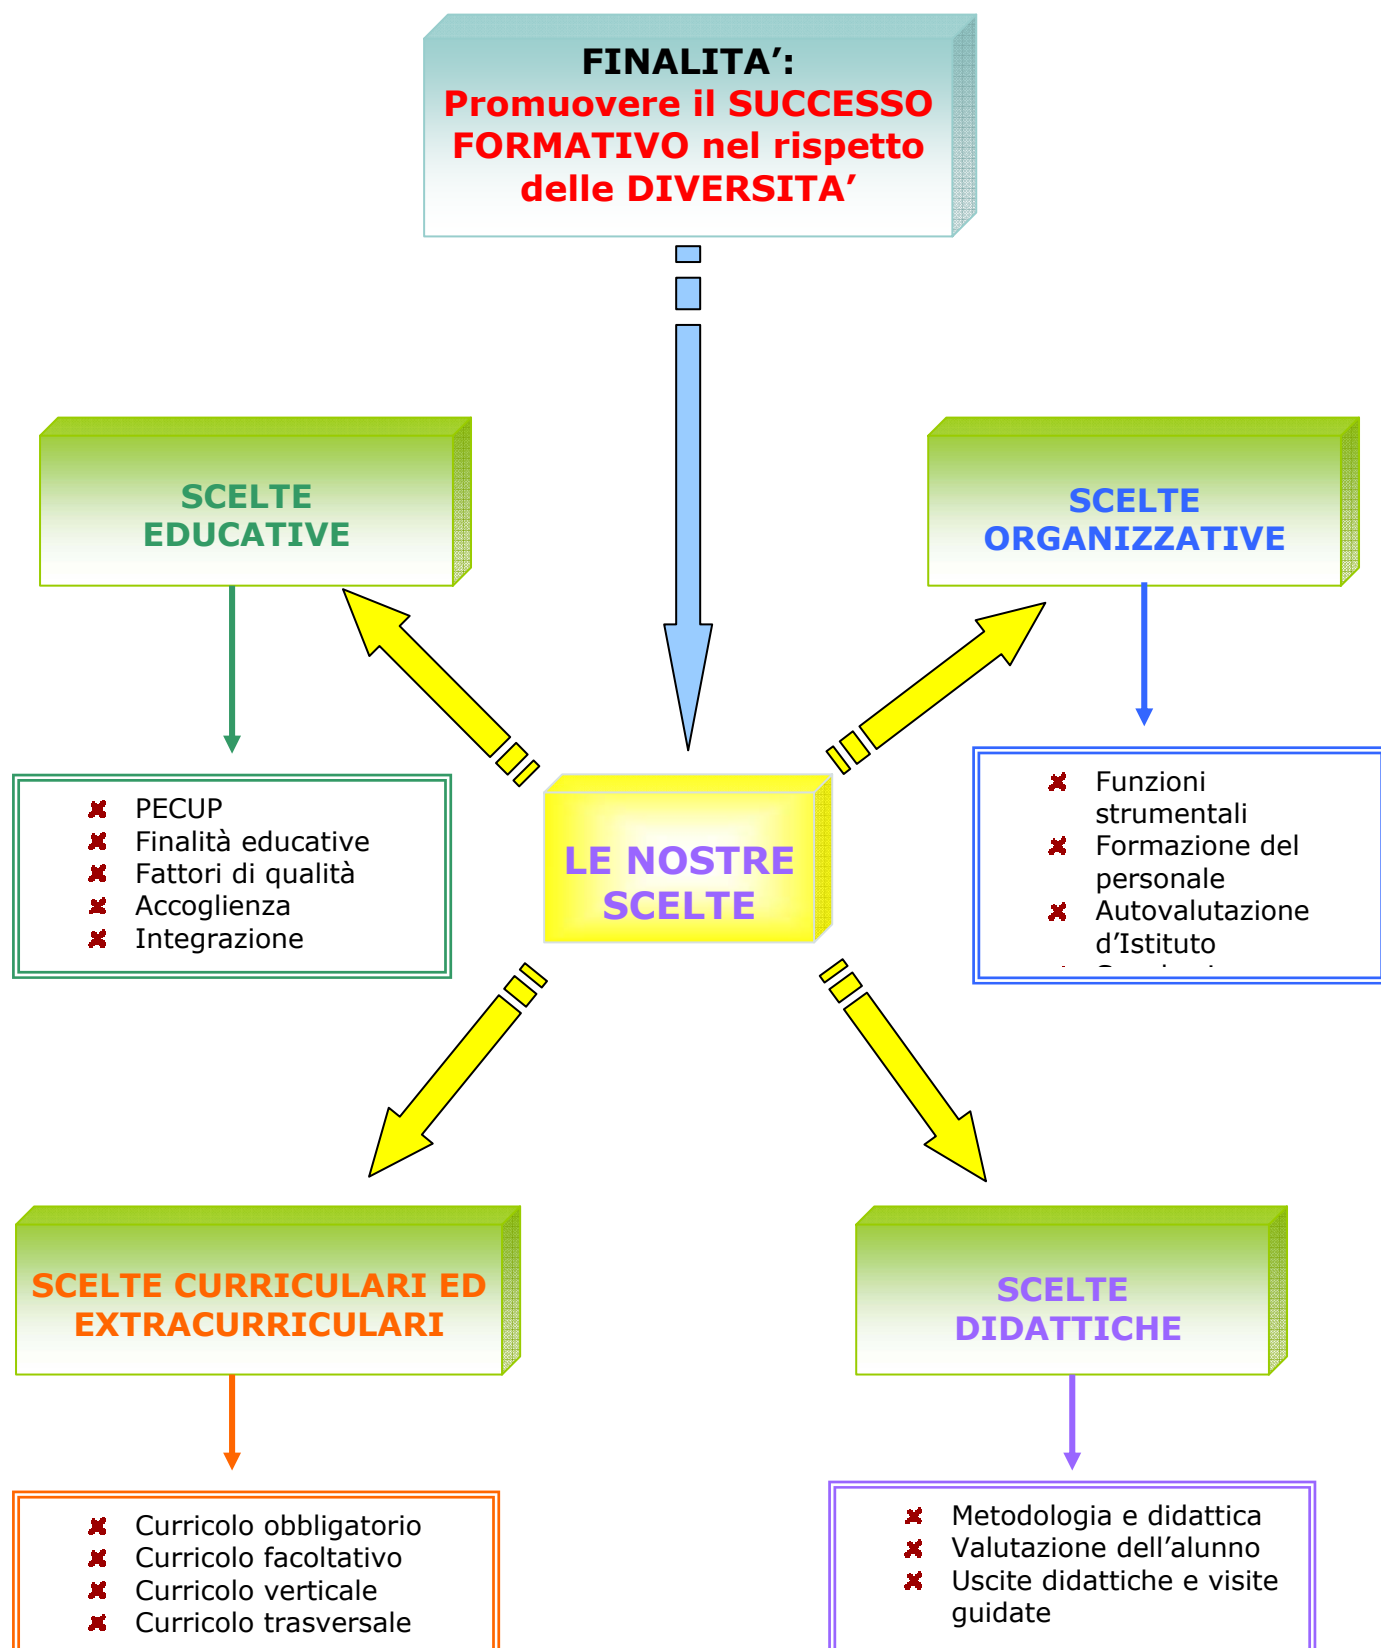 FINALITA’:
Promuovere il SUCCESSO
FORMATIVO nel rispetto
delle DIVERSITA’
SCELTE
EDUCATIVE
SCELTE
ORGANIZZATIVE
PECUP
Finalità educative
Fattori di qualità
Accoglienza
Integrazione
LE NOSTRE
SCELTE
Funzioni
strumentali
Formazione del
personale
Autovalutazione
d’Istituto
SCELTE CURRICULARI ED
EXTRACURRICULARI
SCELTE
DIDATTICHE
Curricolo obbligatorio
Curricolo facoltativo
Curricolo verticale
Curricolo trasversale
Metodologia e didattica
Valutazione dell’alunno
Uscite didattiche e visite
guidate